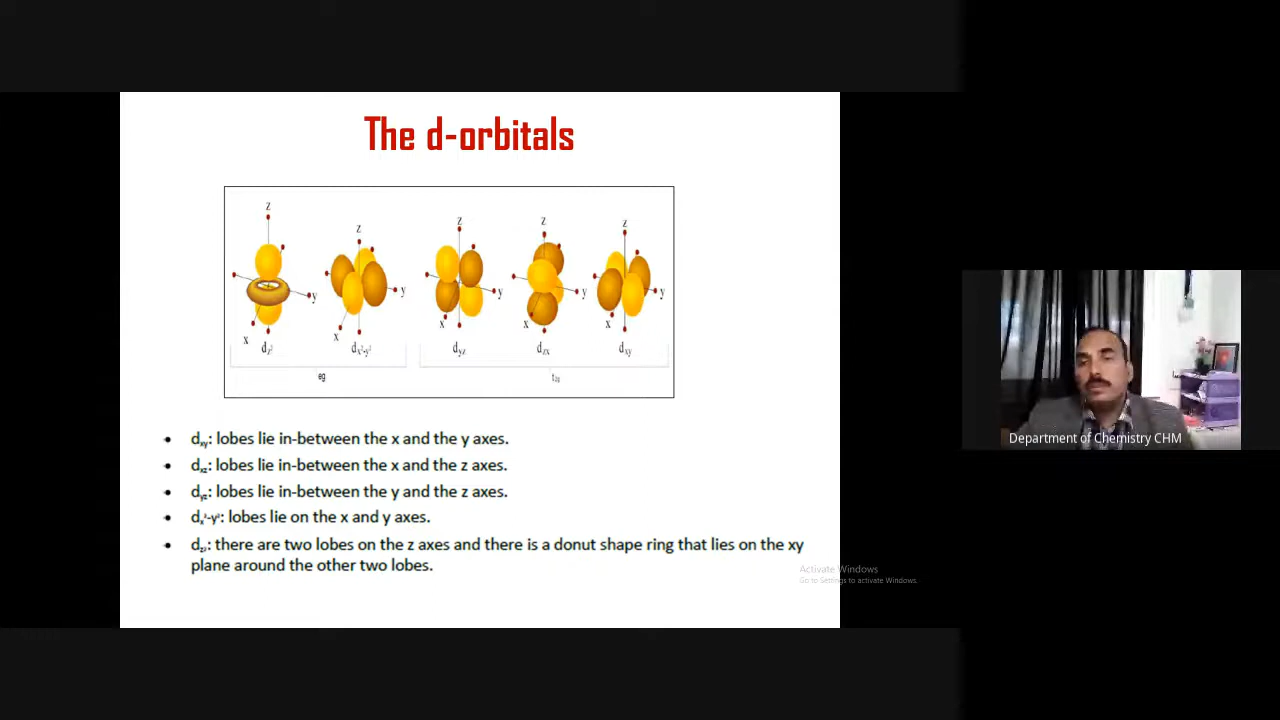 The d-orbitals
z z z z z
y y y y y
x x x x x
d_z² d_x²-y² d_yz d_zx d_xy
eg t₂g
• d_xy: lobes lie in-between the x and the y axes.
• d_xz: lobes lie in-between the x and the z axes.
• d_yz: lobes lie in-between the y and the z axes.
• d_x²-y²: lobes lie on the x and y axes.
• d_z²: there are two lobes on the z axes and there is a donut shape ring that lies on the xy
plane around the other two lobes.
Activate Windows
Go to Settings to activate Windows.
Department of Chemistry CHM